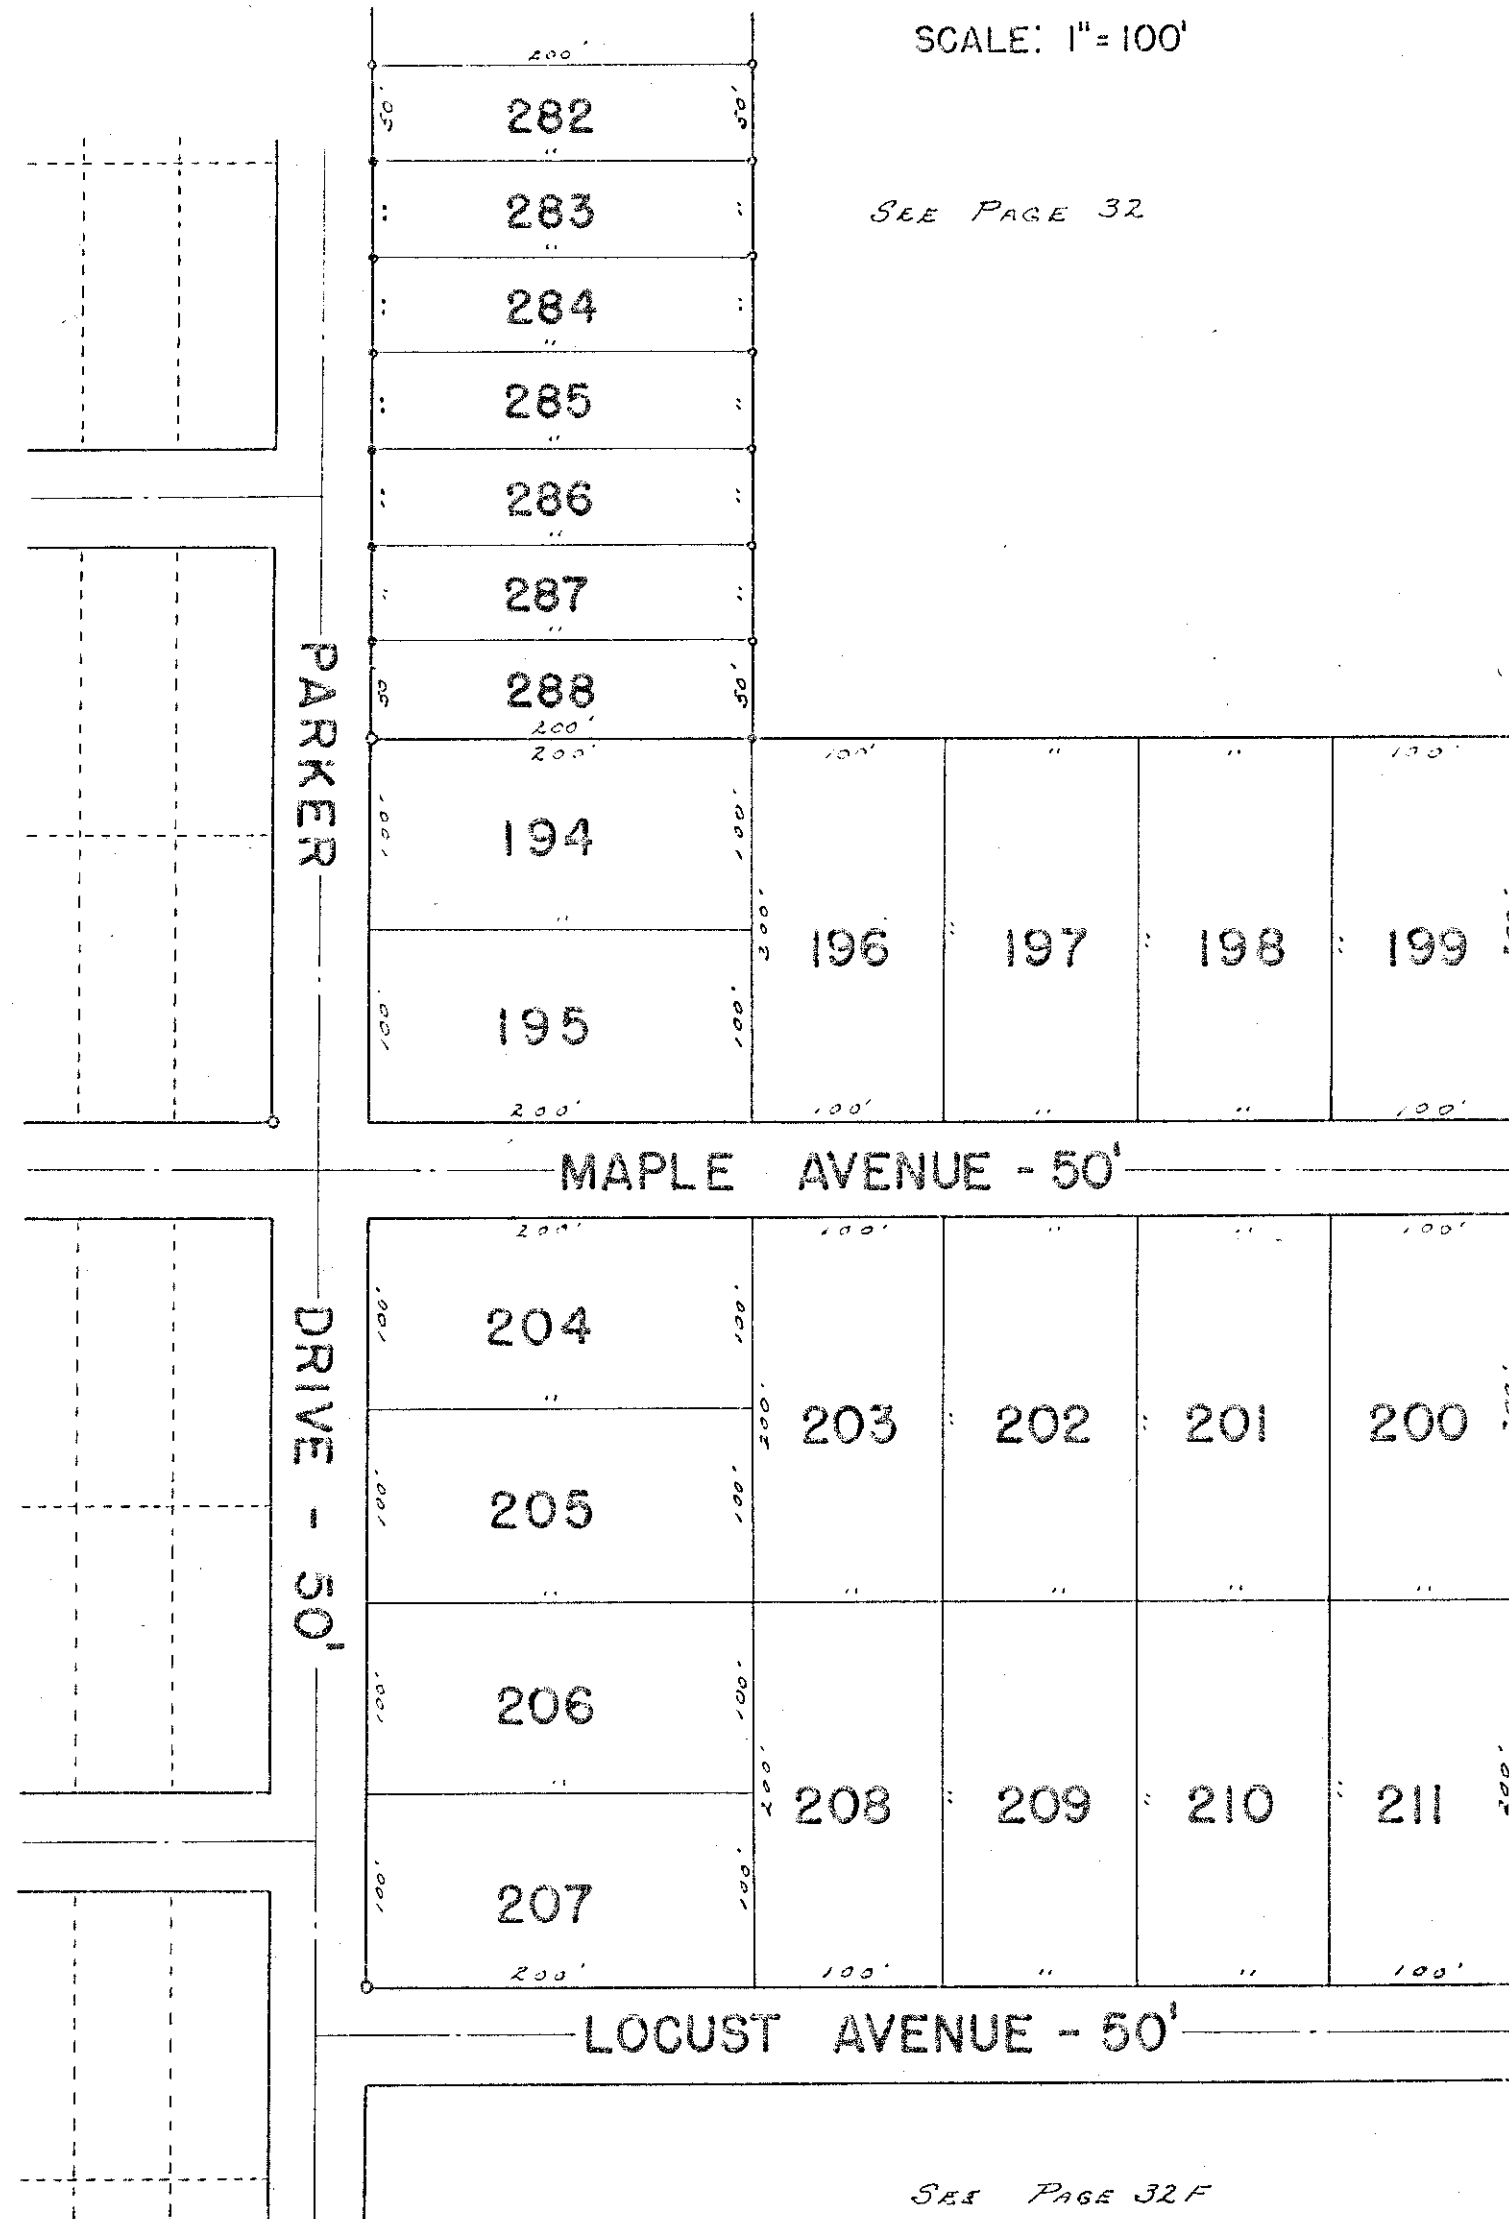 SCALE: 1"=100'
200'
50' 282 50'
"
" 283 "
"
" 284 "
"
" 285 "
"
" 286 "
"
" 287 "
"
50' 288 50'
200'
SEE PAGE 32
200' 100' " " 100'
100' 194 100'
"
200' 196 " 197 " 198 " 199 200'
100' 195 100'
200' 100' " " 100'
MAPLE AVENUE - 50'
PARKER DRIVE - 50'
200' 100' " " 100'
100' 204 100'
"
200' 203 " 202 " 201 200 200'
100' 205 100'
" " " " "
100' 206 100'
"
200' 208 " 209 " 210 " 211 200'
100' 207 100'
200' 100' " " 100'
LOCUST AVENUE - 50'
SEE PAGE 32F